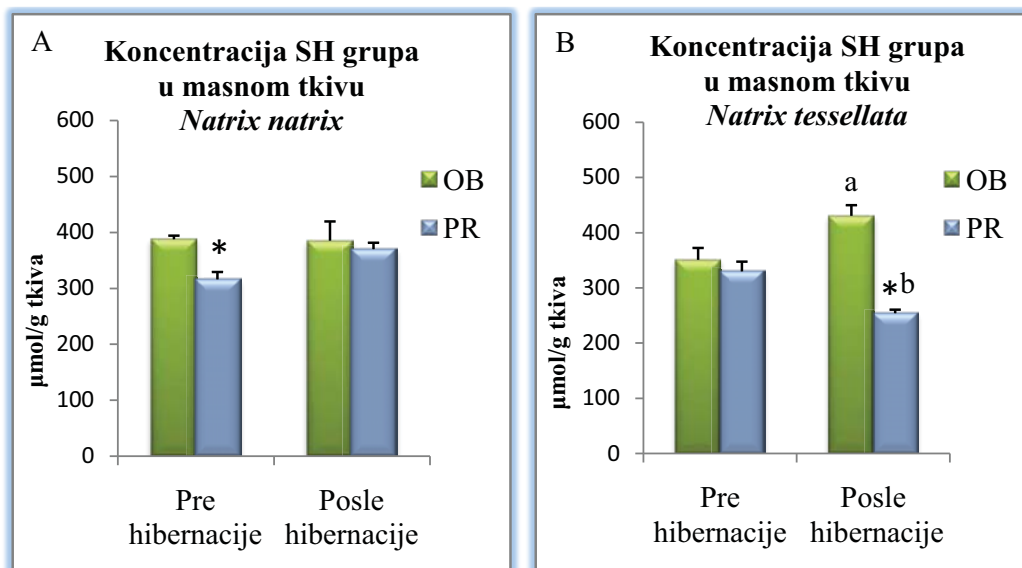 A
Koncentracija SH grupa
u masnom tkivu
Natrix natrix
600
500
400
300
200
100
0
µmol/g tkiva
*
OB
PR
Pre
hibernacije
Posle
hibernacije
B
Koncentracija SH grupa
u masnom tkivu
Natrix tessellata
600
500
400
300
200
100
0
µmol/g tkiva
a
*b
OB
PR
Pre
hibernacije
Posle
hibernacije